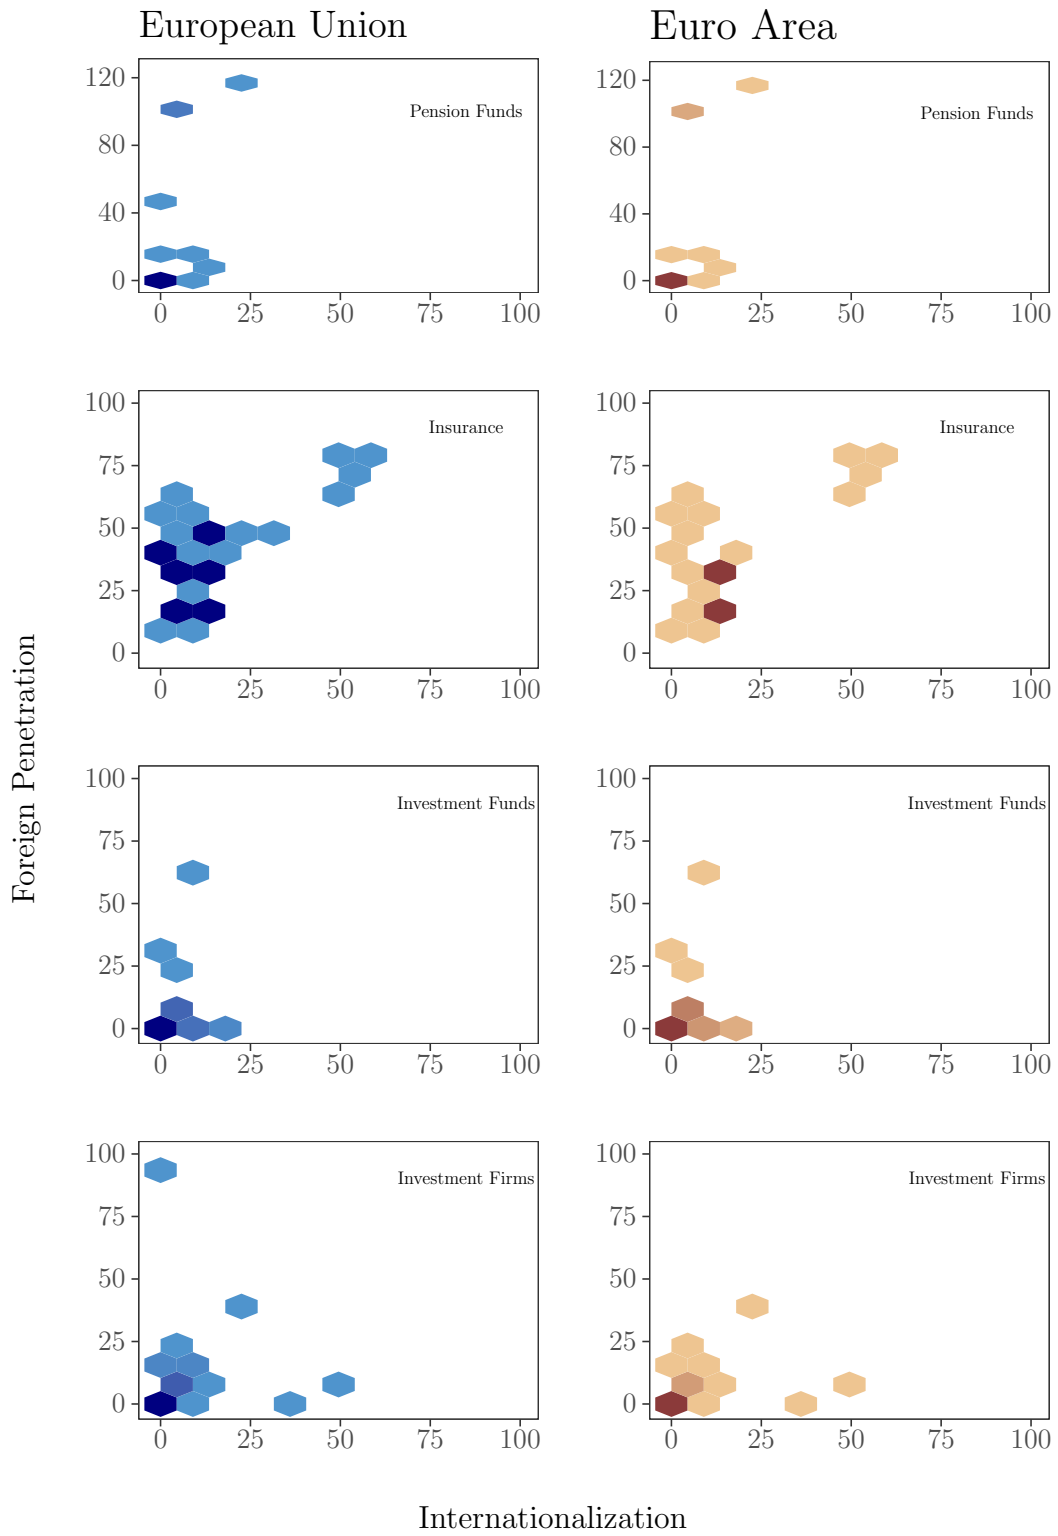 European Union Euro Area
120 120
Pension Funds Pension Funds
80 80
40 40
0 0
0 25 50 75 100 0 25 50 75 100
100 100
Insurance Insurance
75 75
50 50
25 25
0 0
0 25 50 75 100 0 25 50 75 100
Foreign Penetration
100 100
Investment Funds Investment Funds
75 75
50 50
25 25
0 0
0 25 50 75 100 0 25 50 75 100
100 100
Investment Firms Investment Firms
75 75
50 50
25 25
0 0
0 25 50 75 100 0 25 50 75 100
Internationalization